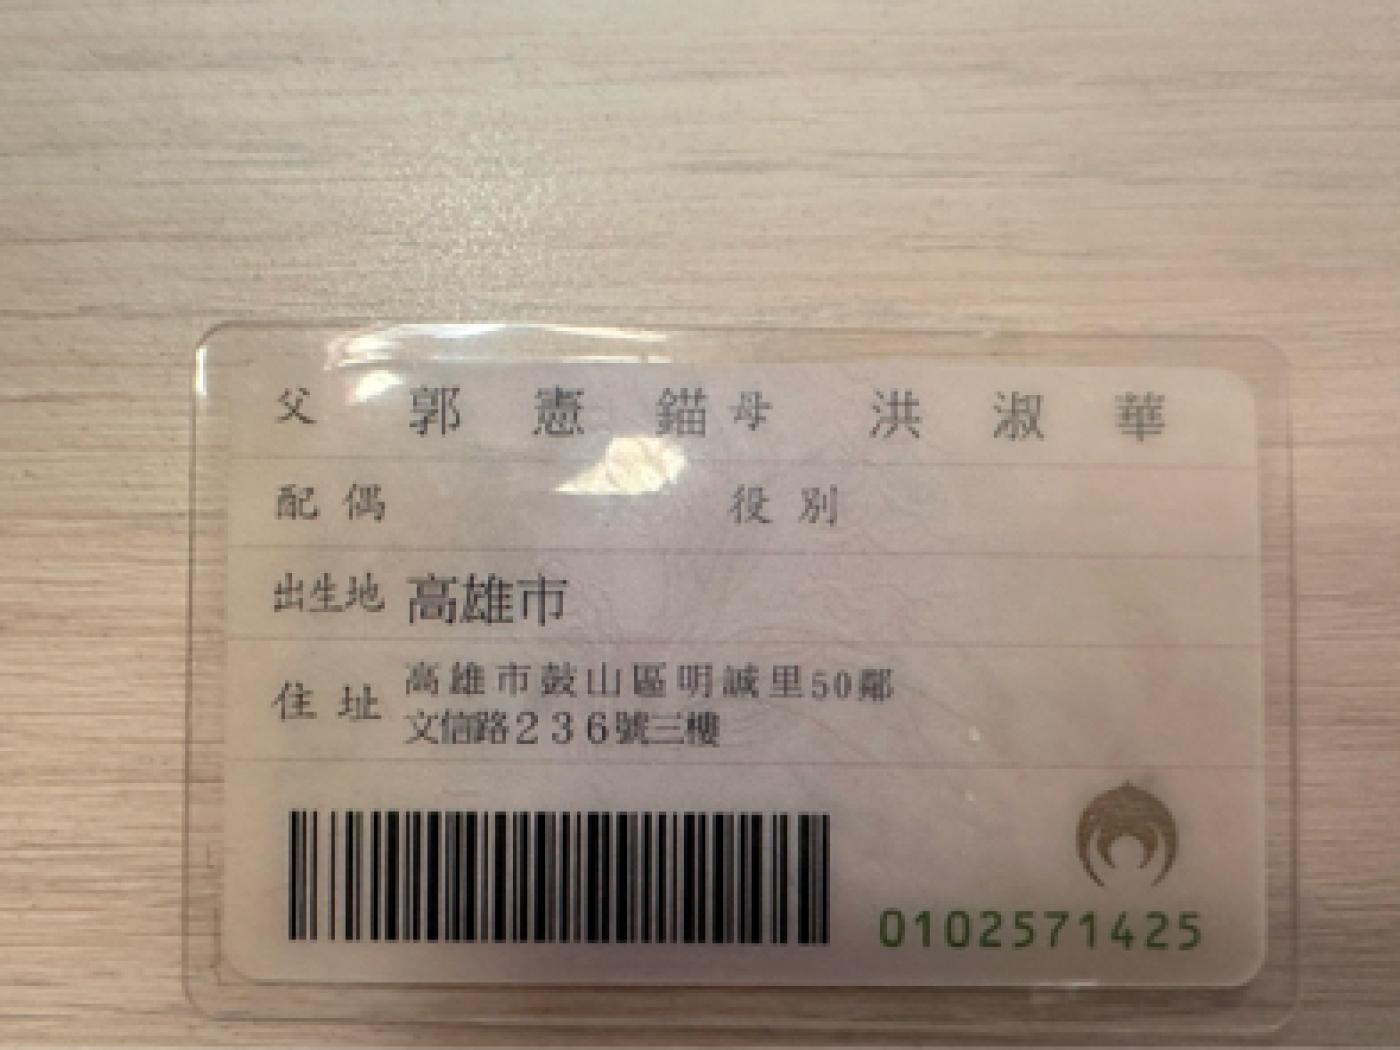 父 郭憲錨 母 洪淑華
配偶 役別
出生地 高雄市
住址 高雄市鼓山區明誠里50鄰
文信路236號三樓
0102571425